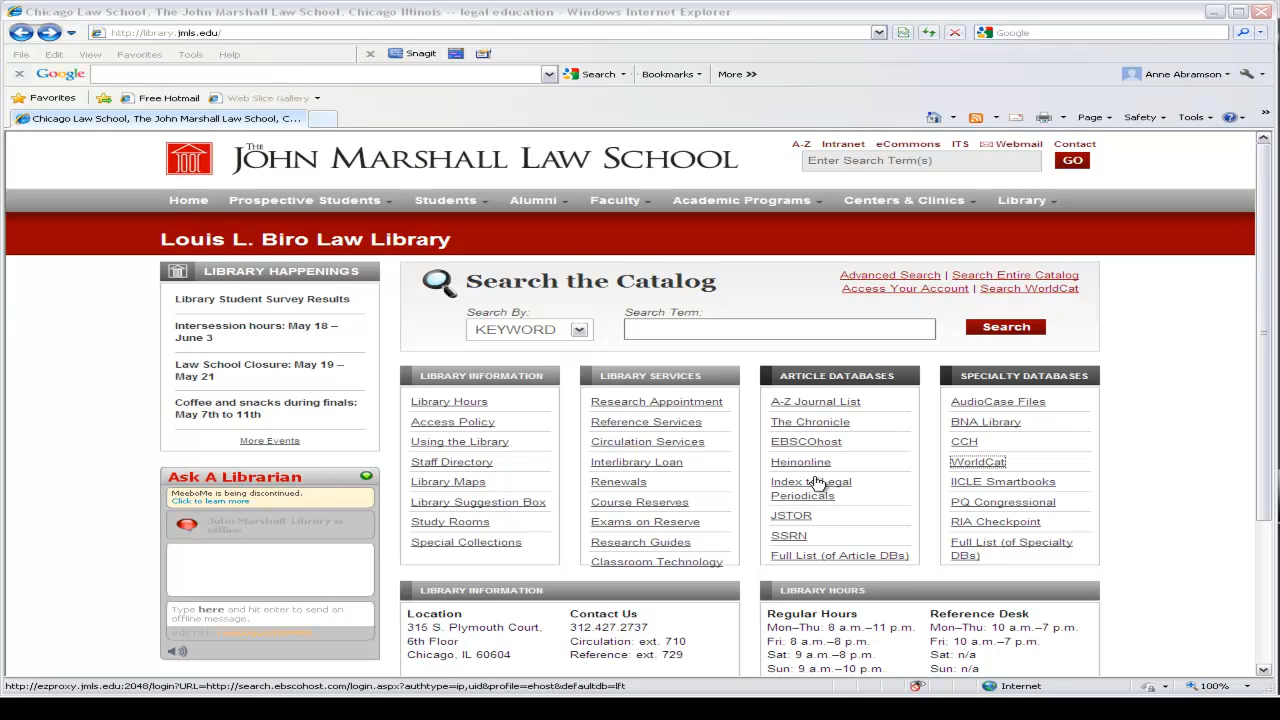 Chicago Law School, The John Marshall Law School, Chicago Illinois -- legal education - Windows Internet Explorer
http://library.jmls.edu/
Google
File Edit View Favorites Tools Help
Snagit
Google
Search
Bookmarks
More >>
Anne Abramson
Favorites
Free Hotmail
Web Slice Gallery
Chicago Law School, The John Marshall Law School, C...
Page Safety Tools
THE JOHN MARSHALL LAW SCHOOL
A-Z Intranet eCommons ITS Webmail Contact
Enter Search Term(s)
GO
Home Prospective Students Students Alumni Faculty Academic Programs Centers & Clinics Library
Louis L. Biro Law Library
LIBRARY HAPPENINGS
Library Student Survey Results
Intersession hours: May 18 –
June 3
Law School Closure: May 19 –
May 21
Coffee and snacks during finals:
May 7th to 11th
More Events
Ask A Librarian
MeeboMe is being discontinued.
Click to learn more
John Marshall Library is
offline.
Type here and hit enter to send an
offline message.
Search the Catalog
Advanced Search | Search Entire Catalog
Access Your Account | Search WorldCat
Search By:
KEYWORD
Search Term:
Search
LIBRARY INFORMATION
Library Hours
Access Policy
Using the Library
Staff Directory
Library Maps
Library Suggestion Box
Study Rooms
Special Collections
LIBRARY SERVICES
Research Appointment
Reference Services
Circulation Services
Interlibrary Loan
Renewals
Course Reserves
Exams on Reserve
Research Guides
Classroom Technology
ARTICLE DATABASES
A-Z Journal List
The Chronicle
EBSCOhost
Heinonline
Index to Legal
Periodicals
JSTOR
SSRN
Full List (of Article DBs)
SPECIALTY DATABASES
AudioCase Files
BNA Library
CCH
WorldCat
IICLE Smartbooks
PQ Congressional
RIA Checkpoint
Full List (of Specialty
DBs)
LIBRARY INFORMATION
Location
315 S. Plymouth Court,
6th Floor
Chicago, IL 60604
Contact Us
312.427.2737
Circulation: ext. 710
Reference: ext. 729
LIBRARY HOURS
Regular Hours
Mon–Thu: 8 a.m.–11 p.m.
Fri: 8 a.m.–8 p.m.
Sat: 9 a.m.–8 p.m.
Sun: 9 a.m.–10 p.m.
Reference Desk
Mon–Thu: 10 a.m.–7 p.m.
Fri: 10 a.m.–7 p.m.
Sat: n/a
Sun: n/a
http://ezproxy.jmls.edu:2048/login?URL=http://search.ebscohost.com/login.aspx?authtype=ip,uid&profile=ehost&defaultdb=lft
Internet
100%